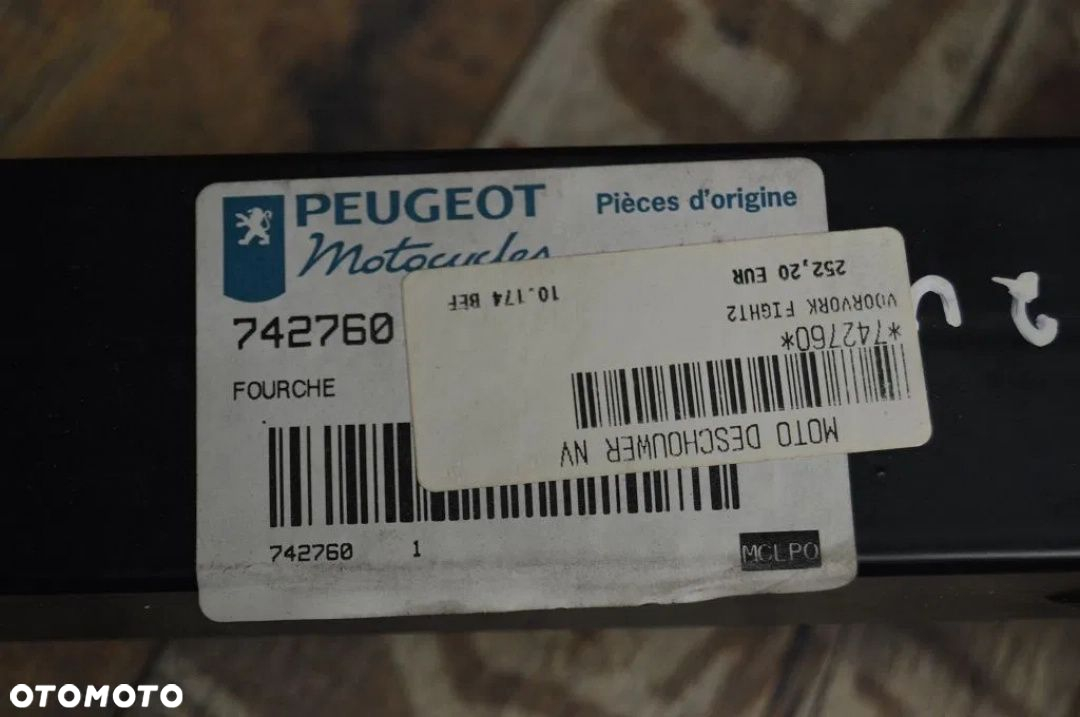 PEUGEOT
Motocycles
Pièces d'origine
742760
FOURCHE
742760 1
MCLPO
MOTO DESCHOUWER NV
*742760*
VOORVORK FIGHT2
10.174 BEF 252,20 EUR
OTOMOTO